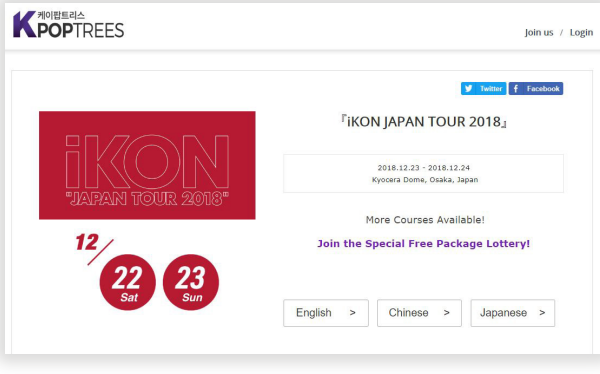 케이팝트리스
KPOPTREES
Join us / Login
Twitter
Facebook
iKON
"JAPAN TOUR 2018"
12/
22
Sat
23
Sun
『iKON JAPAN TOUR 2018』
2018.12.23 - 2018.12.24
Kyocera Dome, Osaka, Japan
More Courses Available!
Join the Special Free Package Lottery!
English >
Chinese >
Japanese >